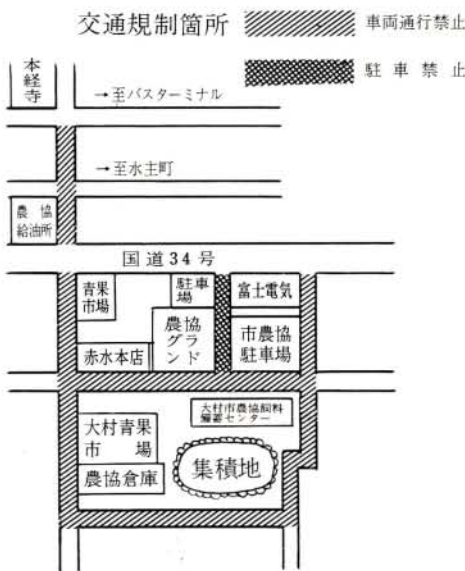 交通規制箇所
車両通行禁止
駐車禁止
本経寺
→至バスターミナル
→至水主町
農協
給油所
国道34号
青果
市場
駐車
場
富士電気
農協
グラ
ンド
市農協
駐車場
赤水本店
大村市農協飼料
備蓄センター
大村青果
市場
農協倉庫
集積地